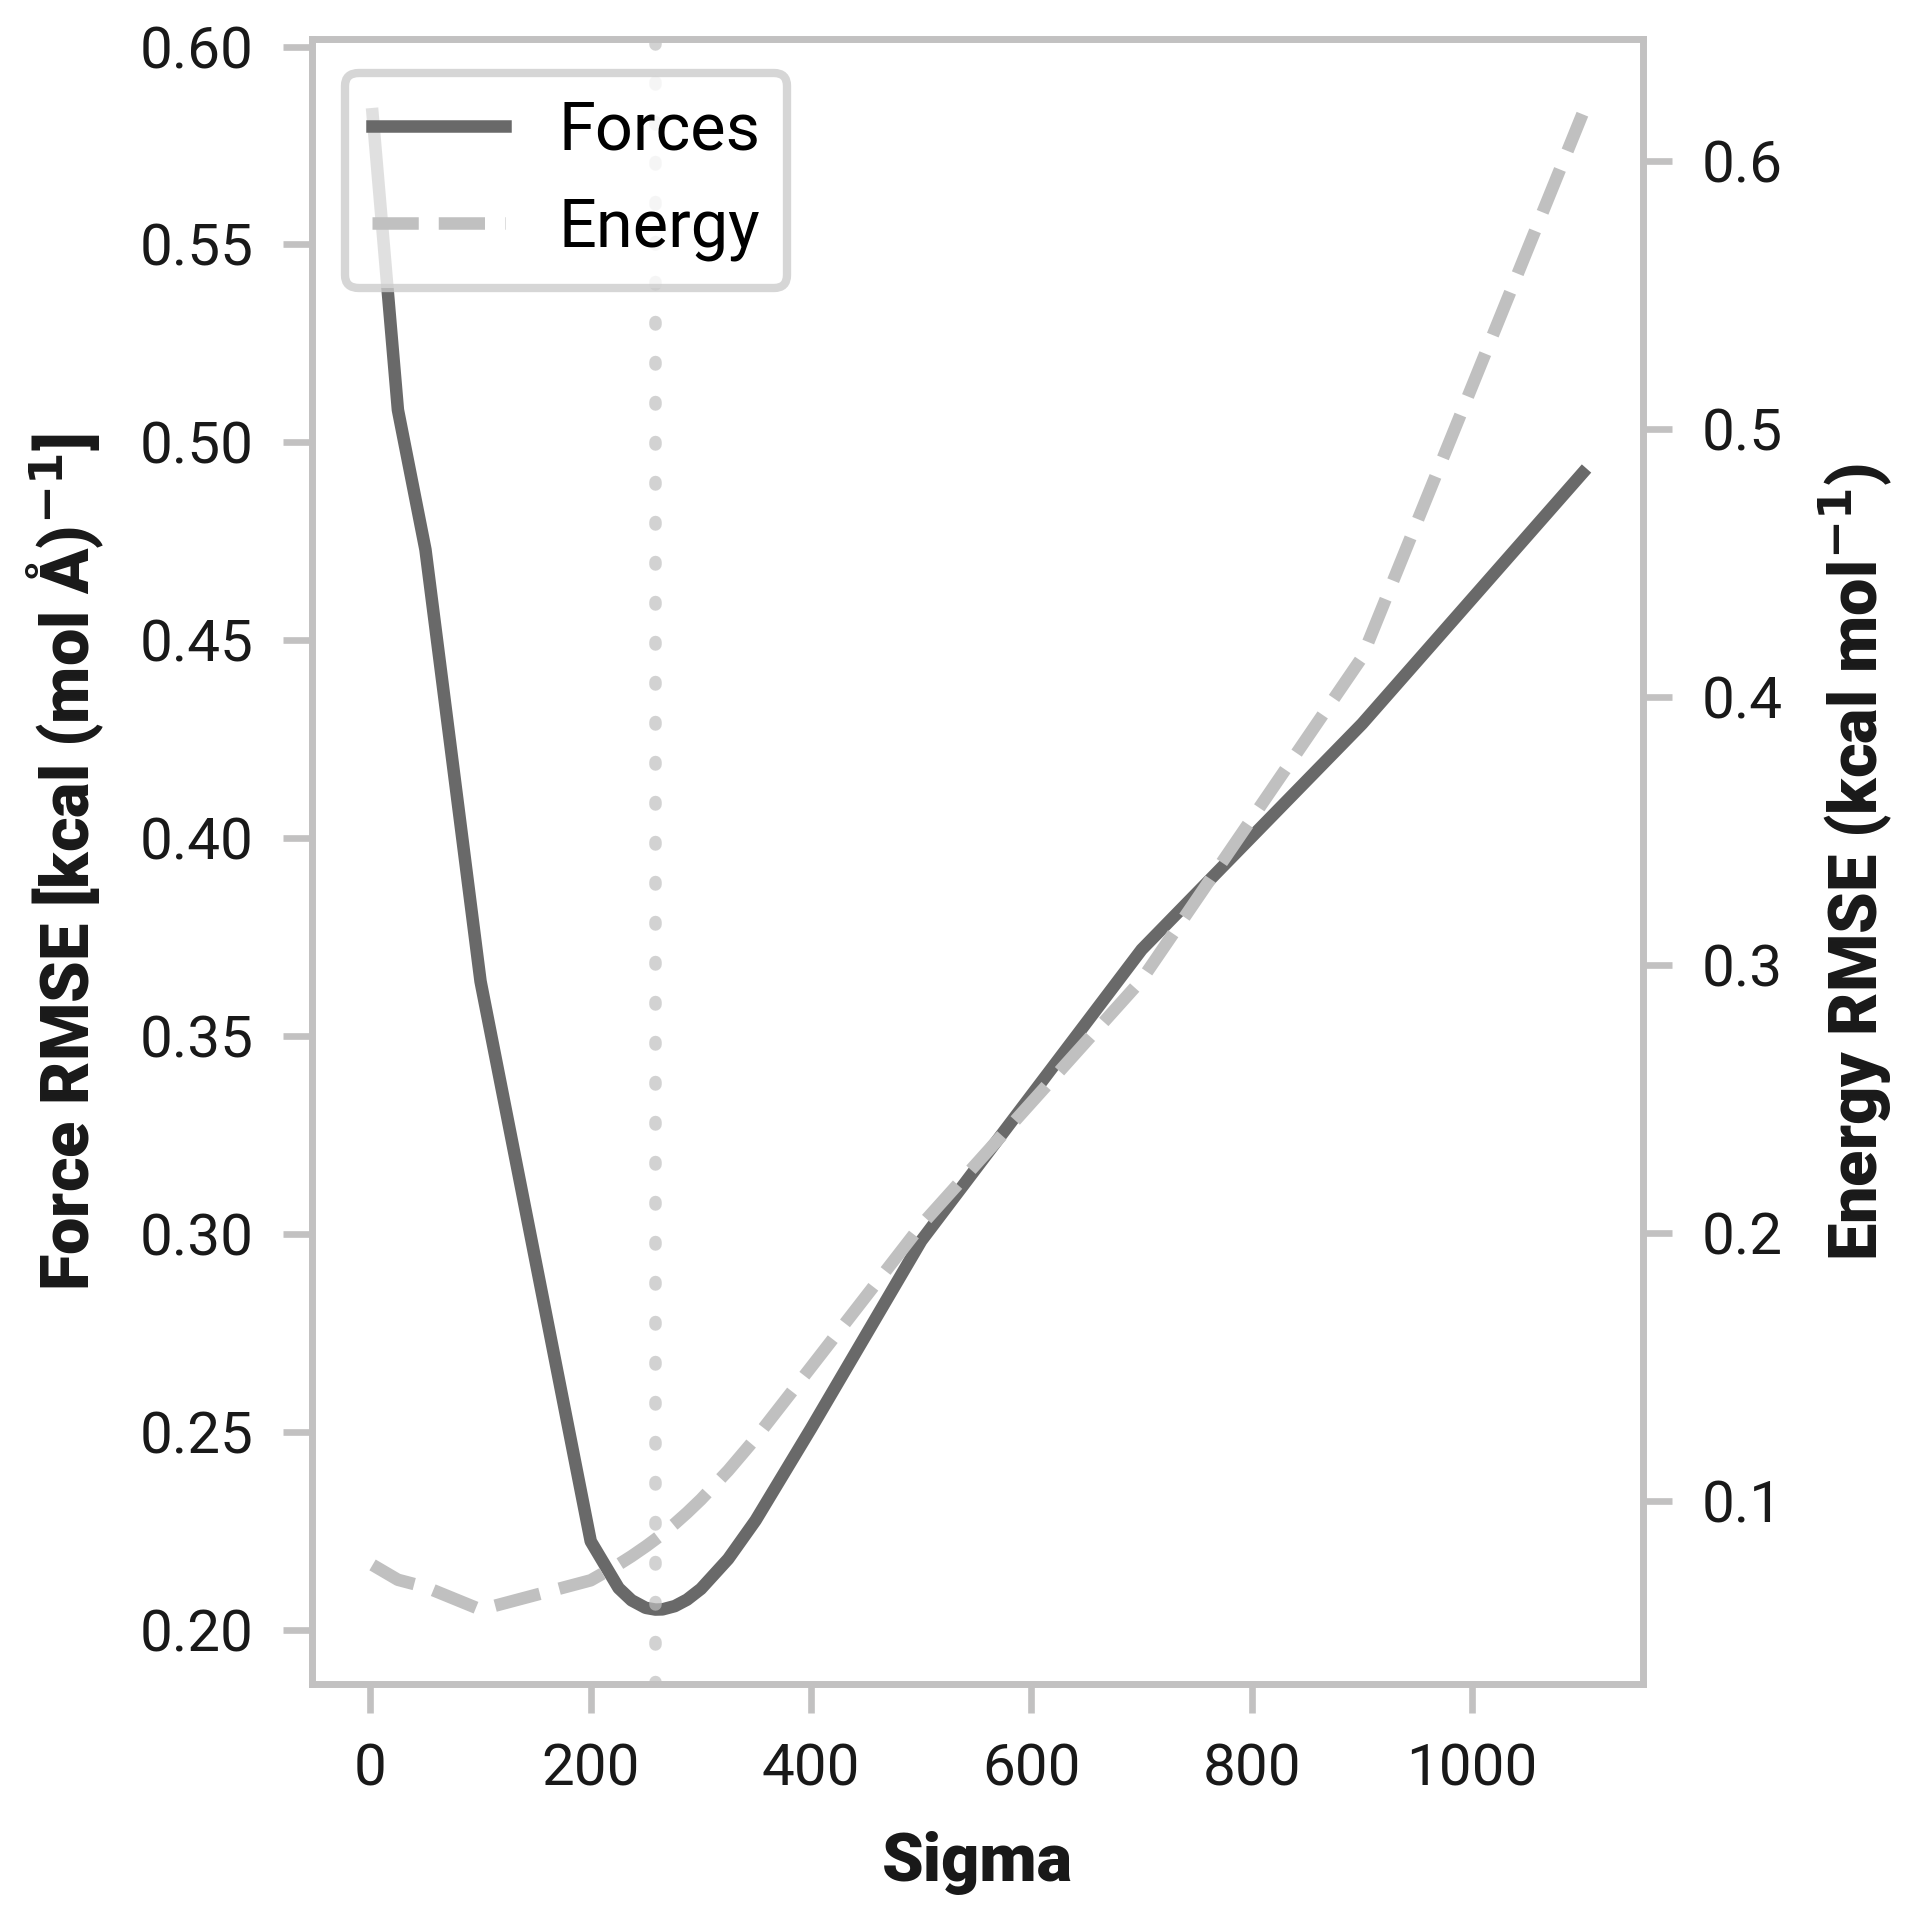 Force RMSE [kcal (mol Å)⁻¹]
0.60
0.55
0.50
0.45
0.40
0.35
0.30
0.25
0.20
Forces
Energy
0.6
0.5
0.4
0.3
0.2
0.1
Energy RMSE (kcal mol⁻¹)
0 200 400 600 800 1000
Sigma